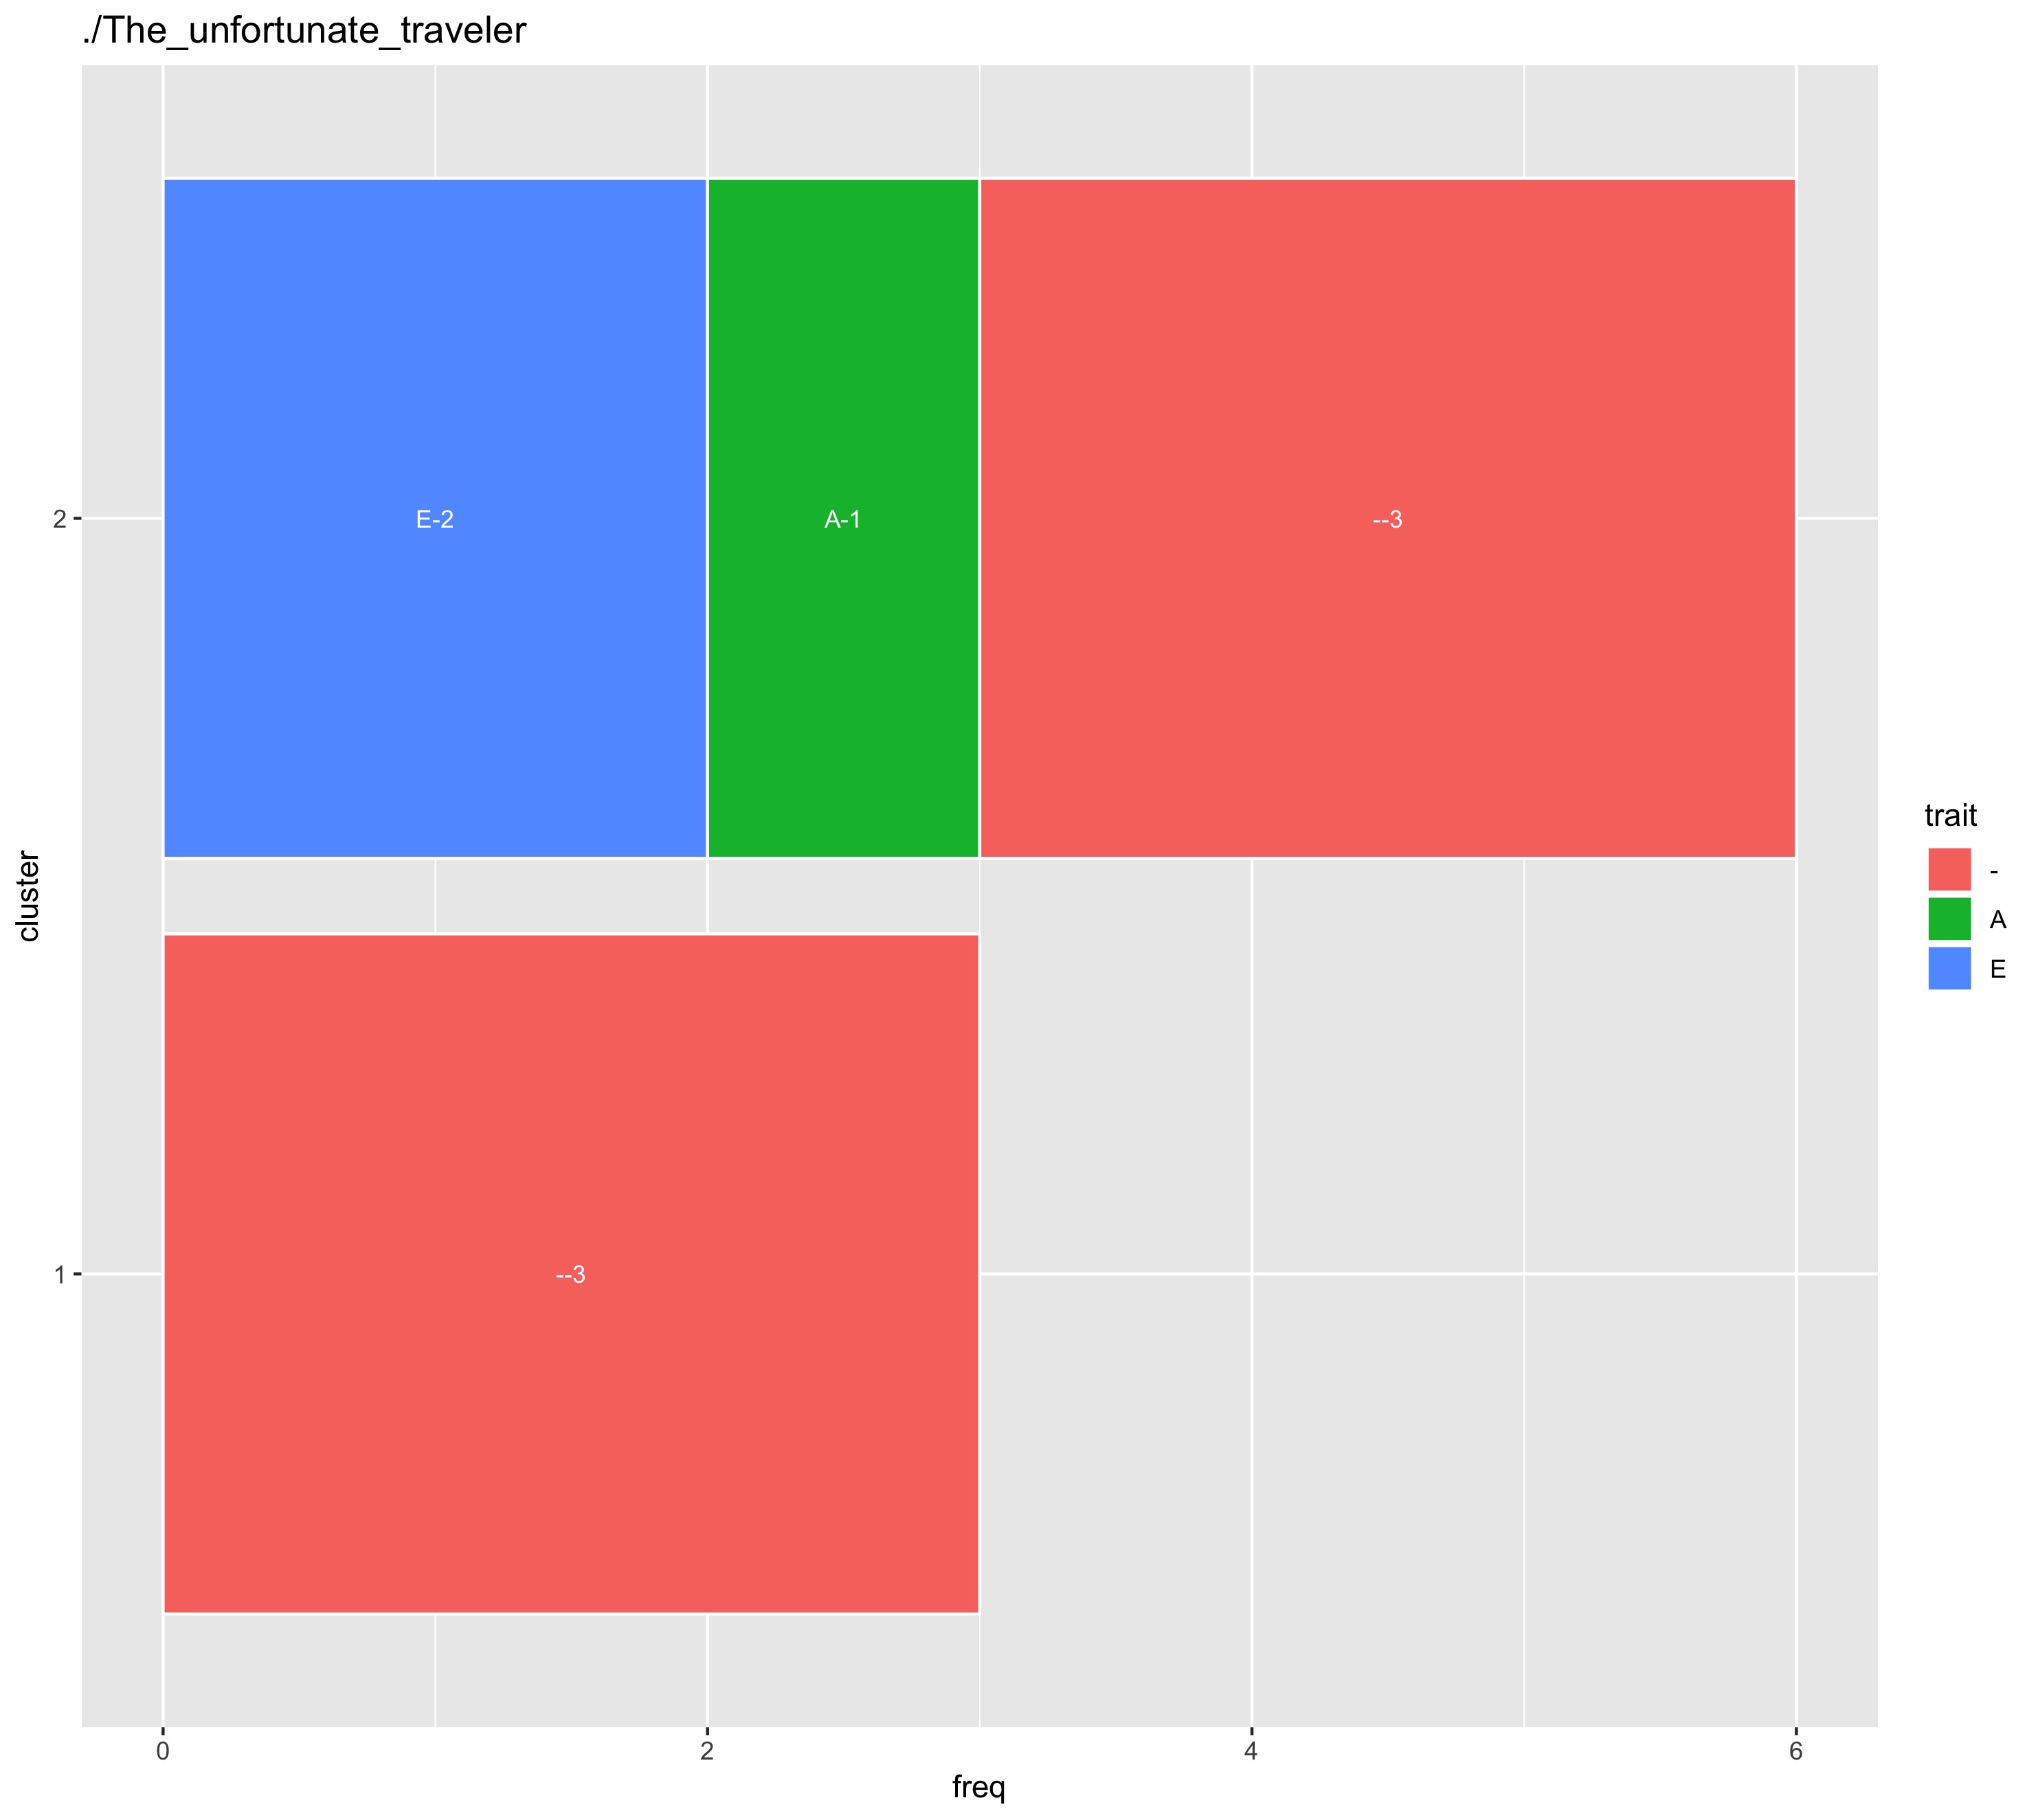 ./The_unfortunate_traveler
cluster
2
E-2
A-1
--3
1
--3
0
2
4
6
freq
trait
-
A
E